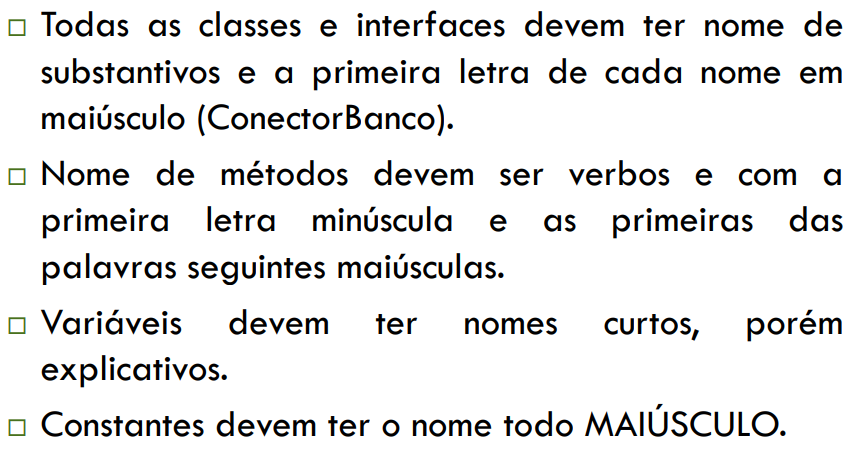 Todas as classes e interfaces devem ter nome de
substantivos e a primeira letra de cada nome em
maiúsculo (ConectorBanco).
Nome de métodos devem ser verbos e com a
primeira letra minúscula e as primeiras das
palavras seguintes maiúsculas.
Variáveis devem ter nomes curtos, porém
explicativos.
Constantes devem ter o nome todo MAIÚSCULO.